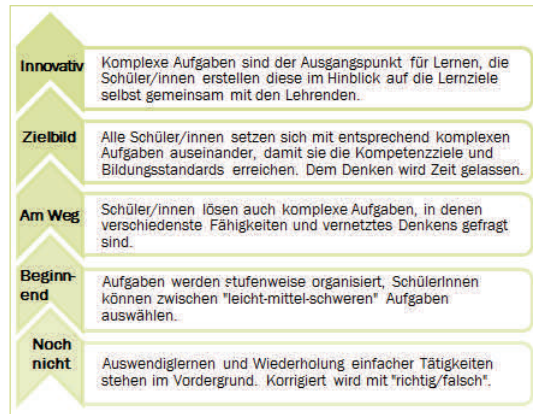 Innovativ
Komplexe Aufgaben sind der Ausgangspunkt für Lernen, die
Schüler/innen erstellen diese im Hinblick auf die Lernziele
selbst gemeinsam mit den Lehrenden.
Zielbild
Alle Schüler/innen setzen sich mit entsprechend komplexen
Aufgaben auseinander, damit sie die Kompetenzziele und
Bildungsstandards erreichen. Dem Denken wird Zeit gelassen.
Am Weg
Schüler/innen lösen auch komplexe Aufgaben, in denen
verschiedenste Fähigkeiten und vernetztes Denkens gefragt
sind.
Beginn-
end
Aufgaben werden stufenweise organisiert, SchülerInnen
können zwischen "leicht-mittel-schweren" Aufgaben
auswählen.
Noch
nicht
Auswendiglernen und Wiederholung einfacher Tätigkeiten
stehen im Vordergrund. Korrigiert wird mit "richtig/falsch".